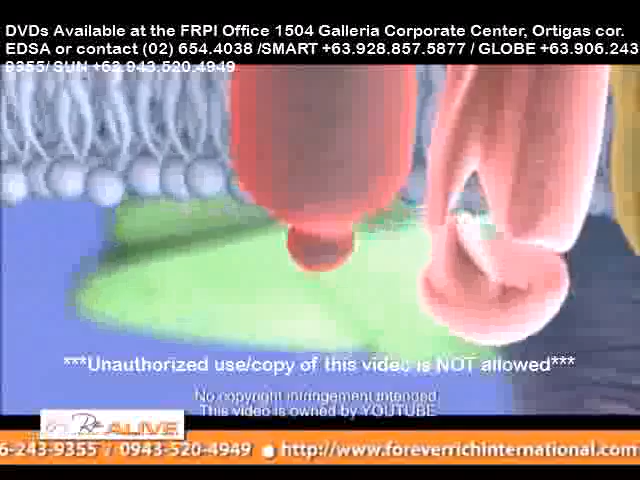 DVDs Available at the FRPI Office 1504 Galleria Corporate Center, Ortigas cor.
EDSA or contact (02) 654.4038 /SMART +63.928.857.5877 / GLOBE +63.906.243
9355/ SUN +63.943.520.4949
***Unauthorized use/copy of this video is NOT allowed***
No copyright infringement intended.
This video is owned by YOUTUBE
Re ALIVE
6-243-9355 / 0943-520-4949 ● http://www.foreverrichinternational.com